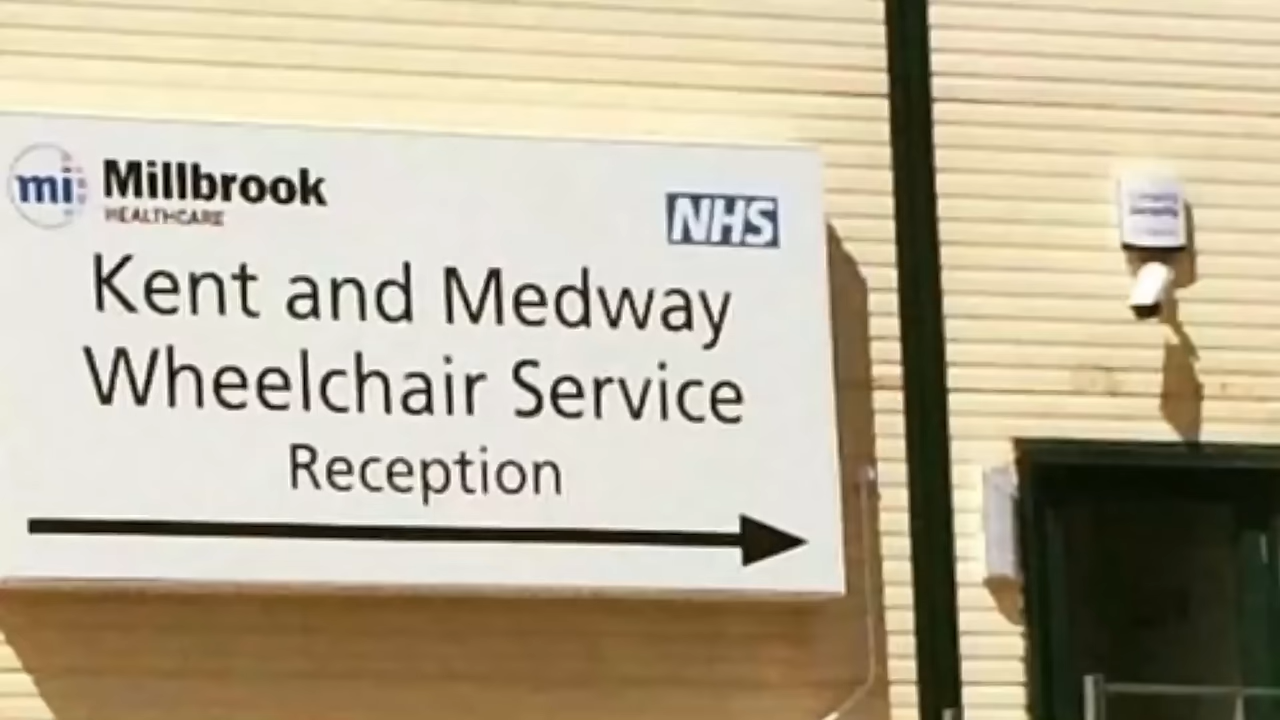 mi Millbrook
HEALTHCARE
NHS
Kent and Medway
Wheelchair Service
Reception